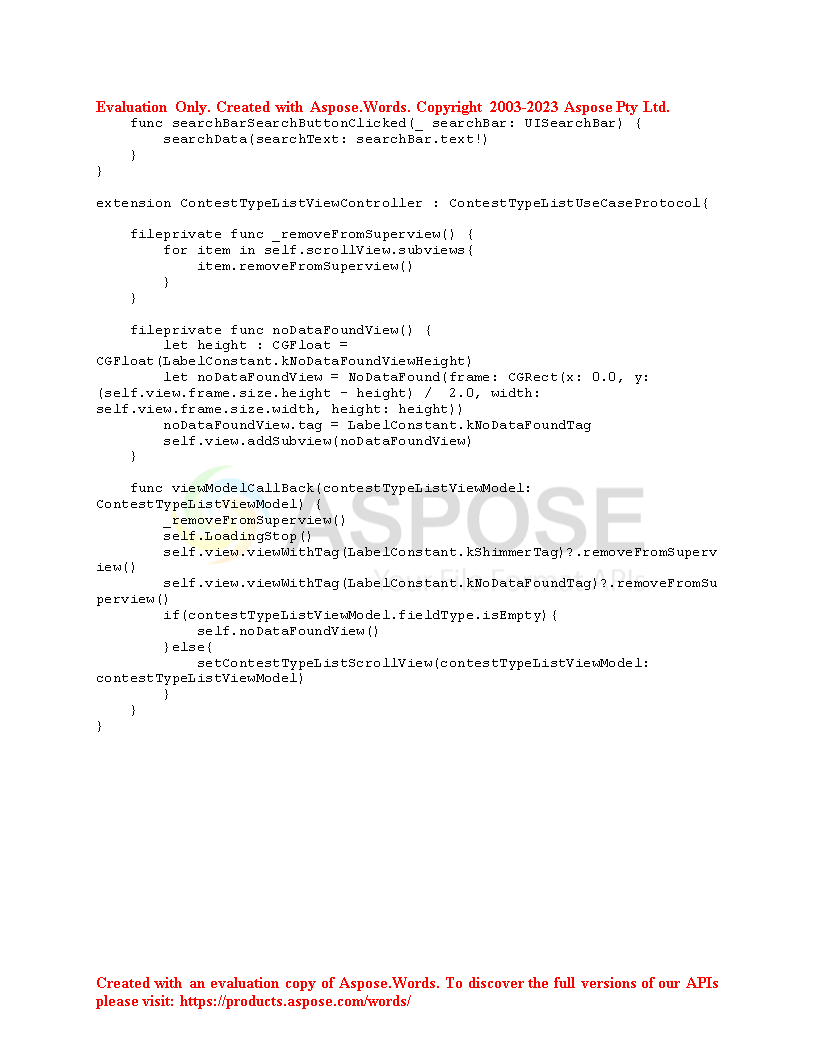 Evaluation Only. Created with Aspose.Words. Copyright 2003-2023 Aspose Pty Ltd.
    func searchBarSearchButtonClicked(_ searchBar: UISearchBar) {
        searchData(searchText: searchBar.text!)
    }
}

extension ContestTypeListViewController : ContestTypeListUseCaseProtocol{

    fileprivate func _removeFromSuperview() {
        for item in self.scrollView.subviews{
            item.removeFromSuperview()
        }
    }

    fileprivate func noDataFoundView() {
        let height : CGFloat =
CGFloat(LabelConstant.kNoDataFoundViewHeight)
        let noDataFoundView = NoDataFound(frame: CGRect(x: 0.0, y:
(self.view.frame.size.height - height) /  2.0, width:
self.view.frame.size.width, height: height))
        noDataFoundView.tag = LabelConstant.kNoDataFoundTag
        self.view.addSubview(noDataFoundView)
    }

    func viewModelCallBack(contestTypeListViewModel:
ContestTypeListViewModel) {
        _removeFromSuperview()
        self.LoadingStop()
        self.view.viewWithTag(LabelConstant.kShimmerTag)?.removeFromSuperv
iew()
        self.view.viewWithTag(LabelConstant.kNoDataFoundTag)?.removeFromSu
perview()
        if(contestTypeListViewModel.fieldType.isEmpty){
            self.noDataFoundView()
        }else{
            setContestTypeListScrollView(contestTypeListViewModel:
contestTypeListViewModel)
        }
    }
}
ASPOSE
Your File Format APIs
Created with an evaluation copy of Aspose.Words. To discover the full versions of our APIs
please visit: https://products.aspose.com/words/